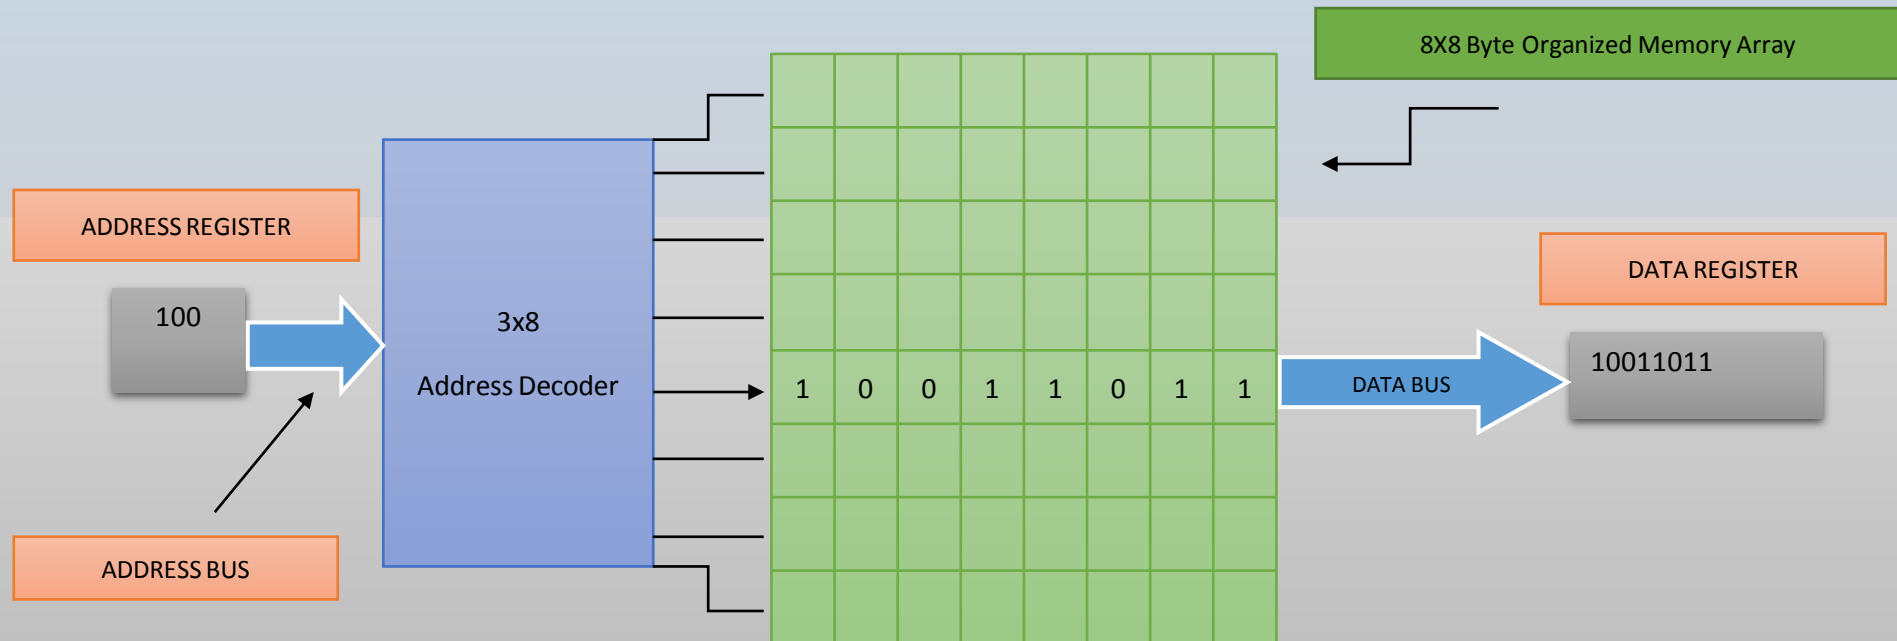 8X8 Byte Organized Memory Array
ADDRESS REGISTER
100
3x8
Address Decoder
1 0 0 1 1 0 1 1
DATA BUS
DATA REGISTER
10011011
ADDRESS BUS